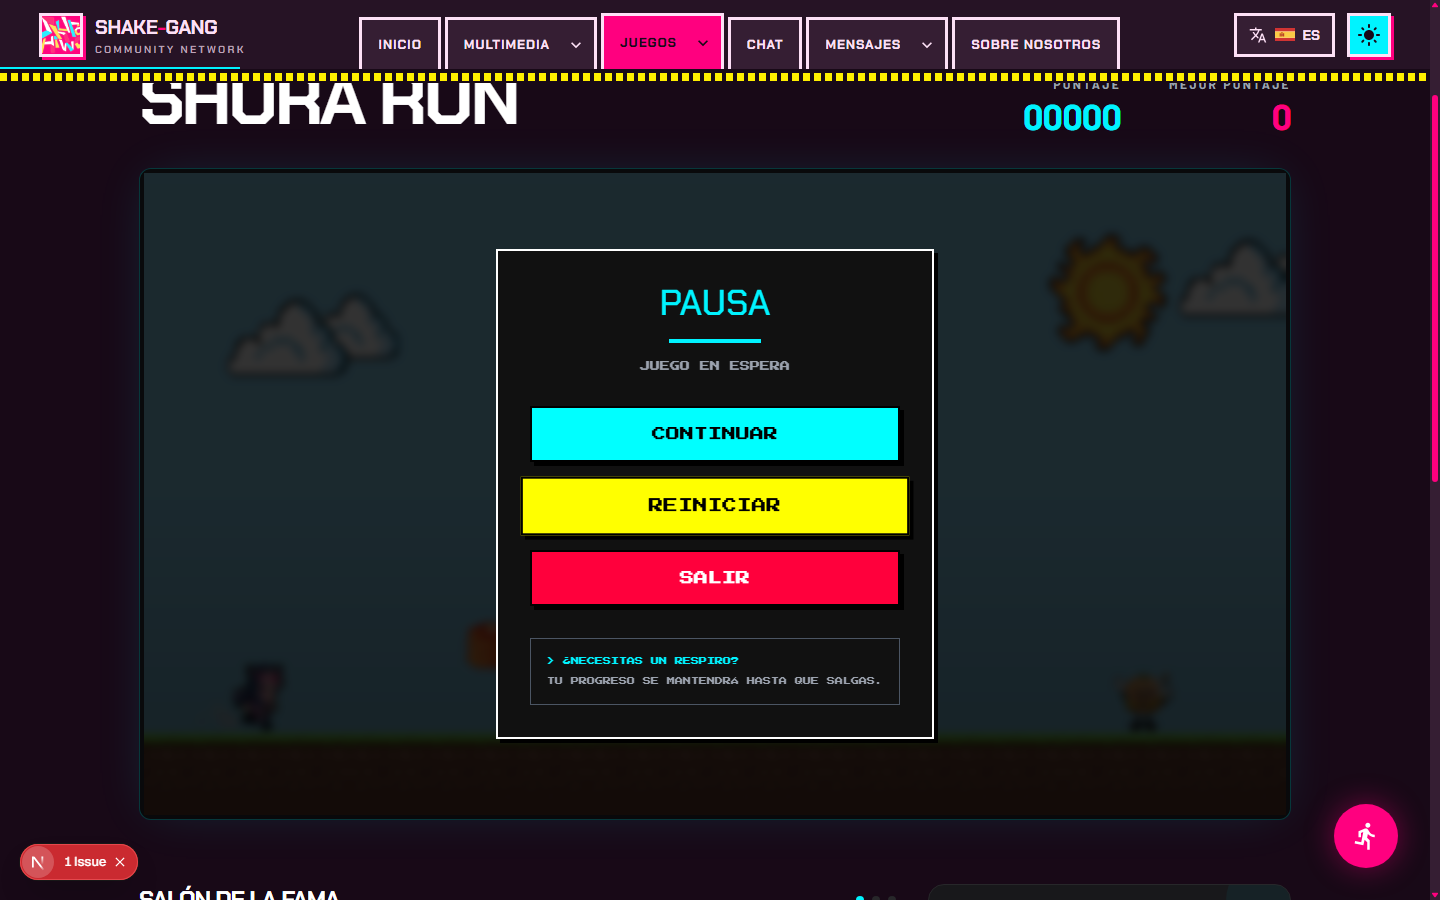 SHAKE-GANG
COMMUNITY NETWORK
INICIO
MULTIMEDIA
JUEGOS
CHAT
MENSAJES
SOBRE NOSOTROS
ES
SHURA RUN
PUNTAJE
MEJOR PUNTAJE
00000
0
PAUSA
JUEGO EN ESPERA
CONTINUAR
REINICIAR
SALIR
> ¿NECESITAS UN RESPIRO?
TU PROGRESO SE MANTENDRÁ HASTA QUE SALGAS.
N
1 Issue
SALÓN DE LA FAMA